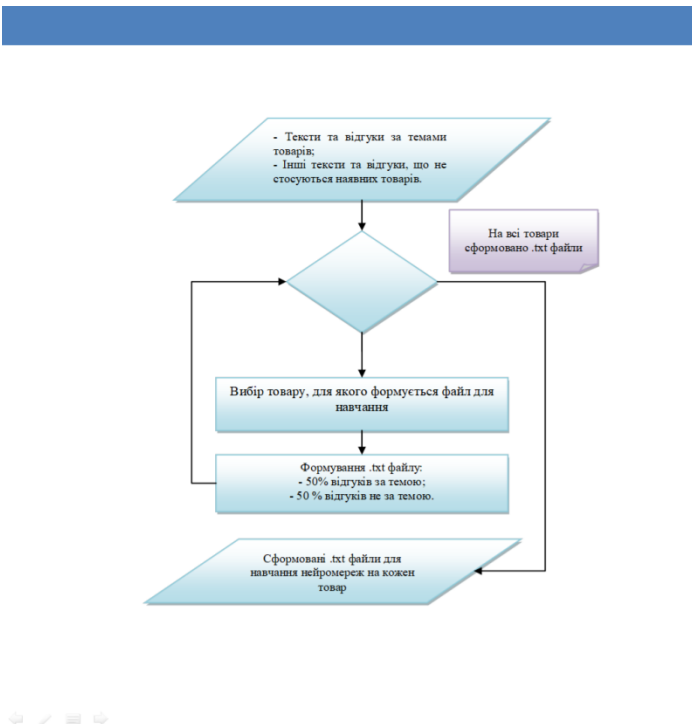 - Тексти та відгуки за темами
товарів;
- Інші тексти та відгуки, що не
стосуються наявних товарів.
На всі товари
сформовано .txt файли
Вибір товару, для якого формується файл для
навчання
Формування .txt файлу:
- 50% відгуків за темою;
- 50 % відгуків не за темою.
Сформовані .txt файли для
навчання нейромереж на кожен
товар